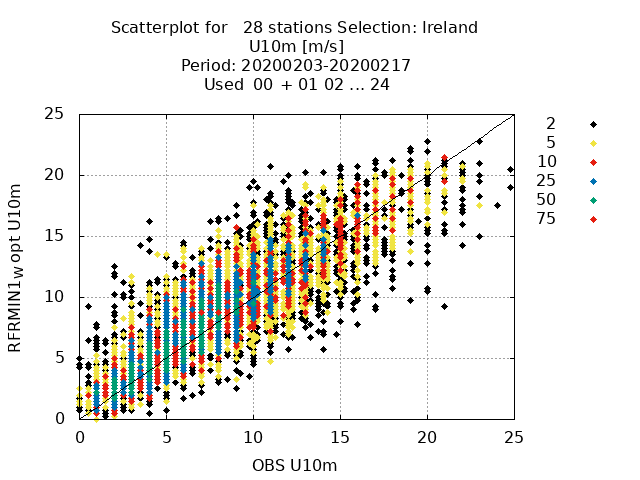 Scatterplot for 28 stations Selection: Ireland
U10m [m/s]
Period: 20200203-20200217
Used 00 + 01 02 ... 24
25
20
15
10
5
0
0 5 10 15 20 25
RFRMIN1W opt U10m
OBS U10m
2
5
10
25
50
75